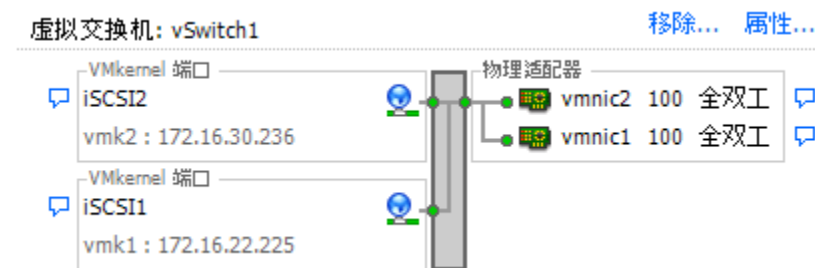 虚拟交换机: vSwitch1 移除... 属性...
VMkernel 端口 物理适配器
iSCSI2 vmnic2 100 全双工
vmk2 : 172.16.30.236 vmnic1 100 全双工
VMkernel 端口
iSCSI1
vmk1 : 172.16.22.225